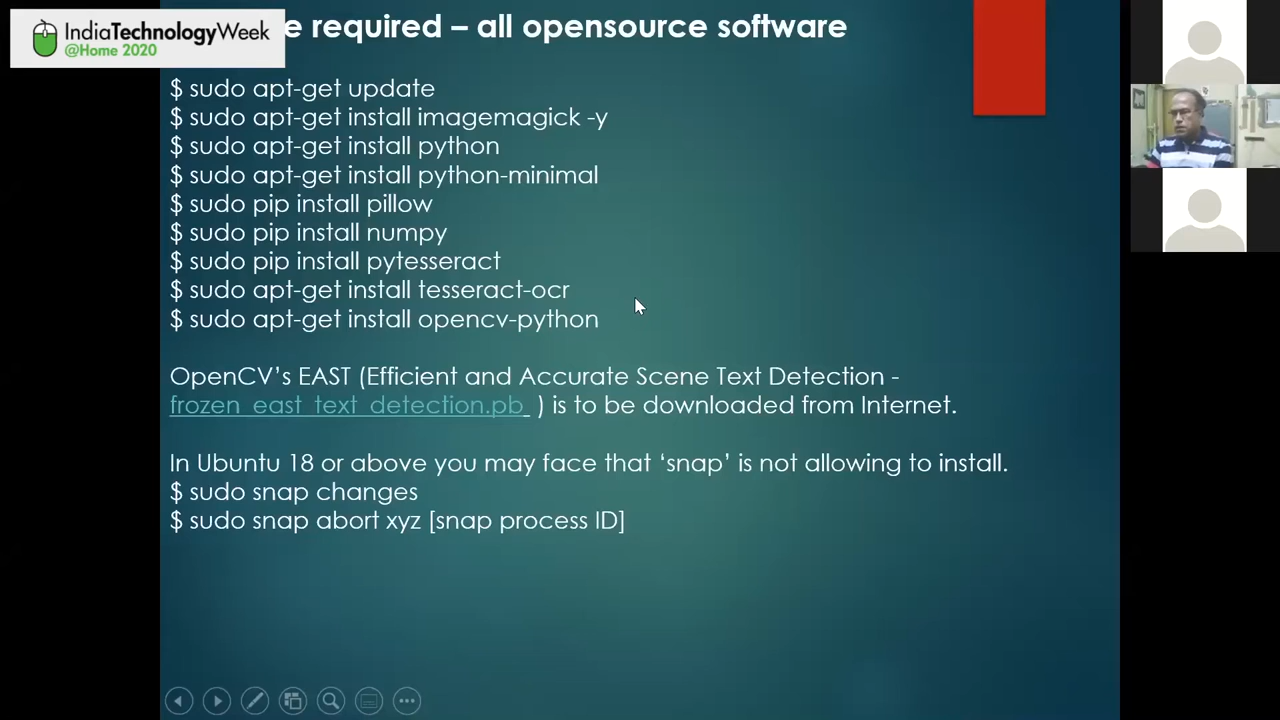 IndiaTechnologyWeek
@Home 2020
e required – all opensource software
$ sudo apt-get update
$ sudo apt-get install imagemagick -y
$ sudo apt-get install python
$ sudo apt-get install python-minimal
$ sudo pip install pillow
$ sudo pip install numpy
$ sudo pip install pytesseract
$ sudo apt-get install tesseract-ocr
$ sudo apt-get install opencv-python
OpenCV’s EAST (Efficient and Accurate Scene Text Detection -
frozen_east_text_detection.pb_ ) is to be downloaded from Internet.
In Ubuntu 18 or above you may face that ‘snap’ is not allowing to install.
$ sudo snap changes
$ sudo snap abort xyz [snap process ID]